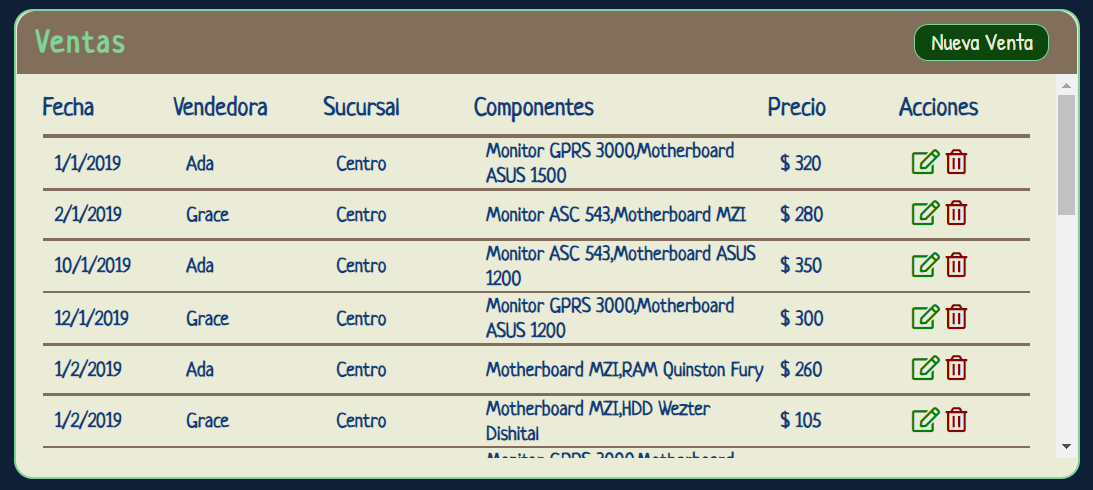 Ventas
Nueva Venta
Fecha Vendedora Sucursal Componentes Precio Acciones
1/1/2019 Ada Centro Monitor GPRS 3000,Motherboard ASUS 1500 $ 320
2/1/2019 Grace Centro Monitor ASC 543,Motherboard MZI $ 280
10/1/2019 Ada Centro Monitor ASC 543,Motherboard ASUS 1200 $ 350
12/1/2019 Grace Centro Monitor GPRS 3000,Motherboard ASUS 1200 $ 300
1/2/2019 Ada Centro Motherboard MZI,RAM Quinston Fury $ 260
1/2/2019 Grace Centro Motherboard MZI,HDD Wezter Dishital $ 105
Monitor GPRS 3000,Motherboard